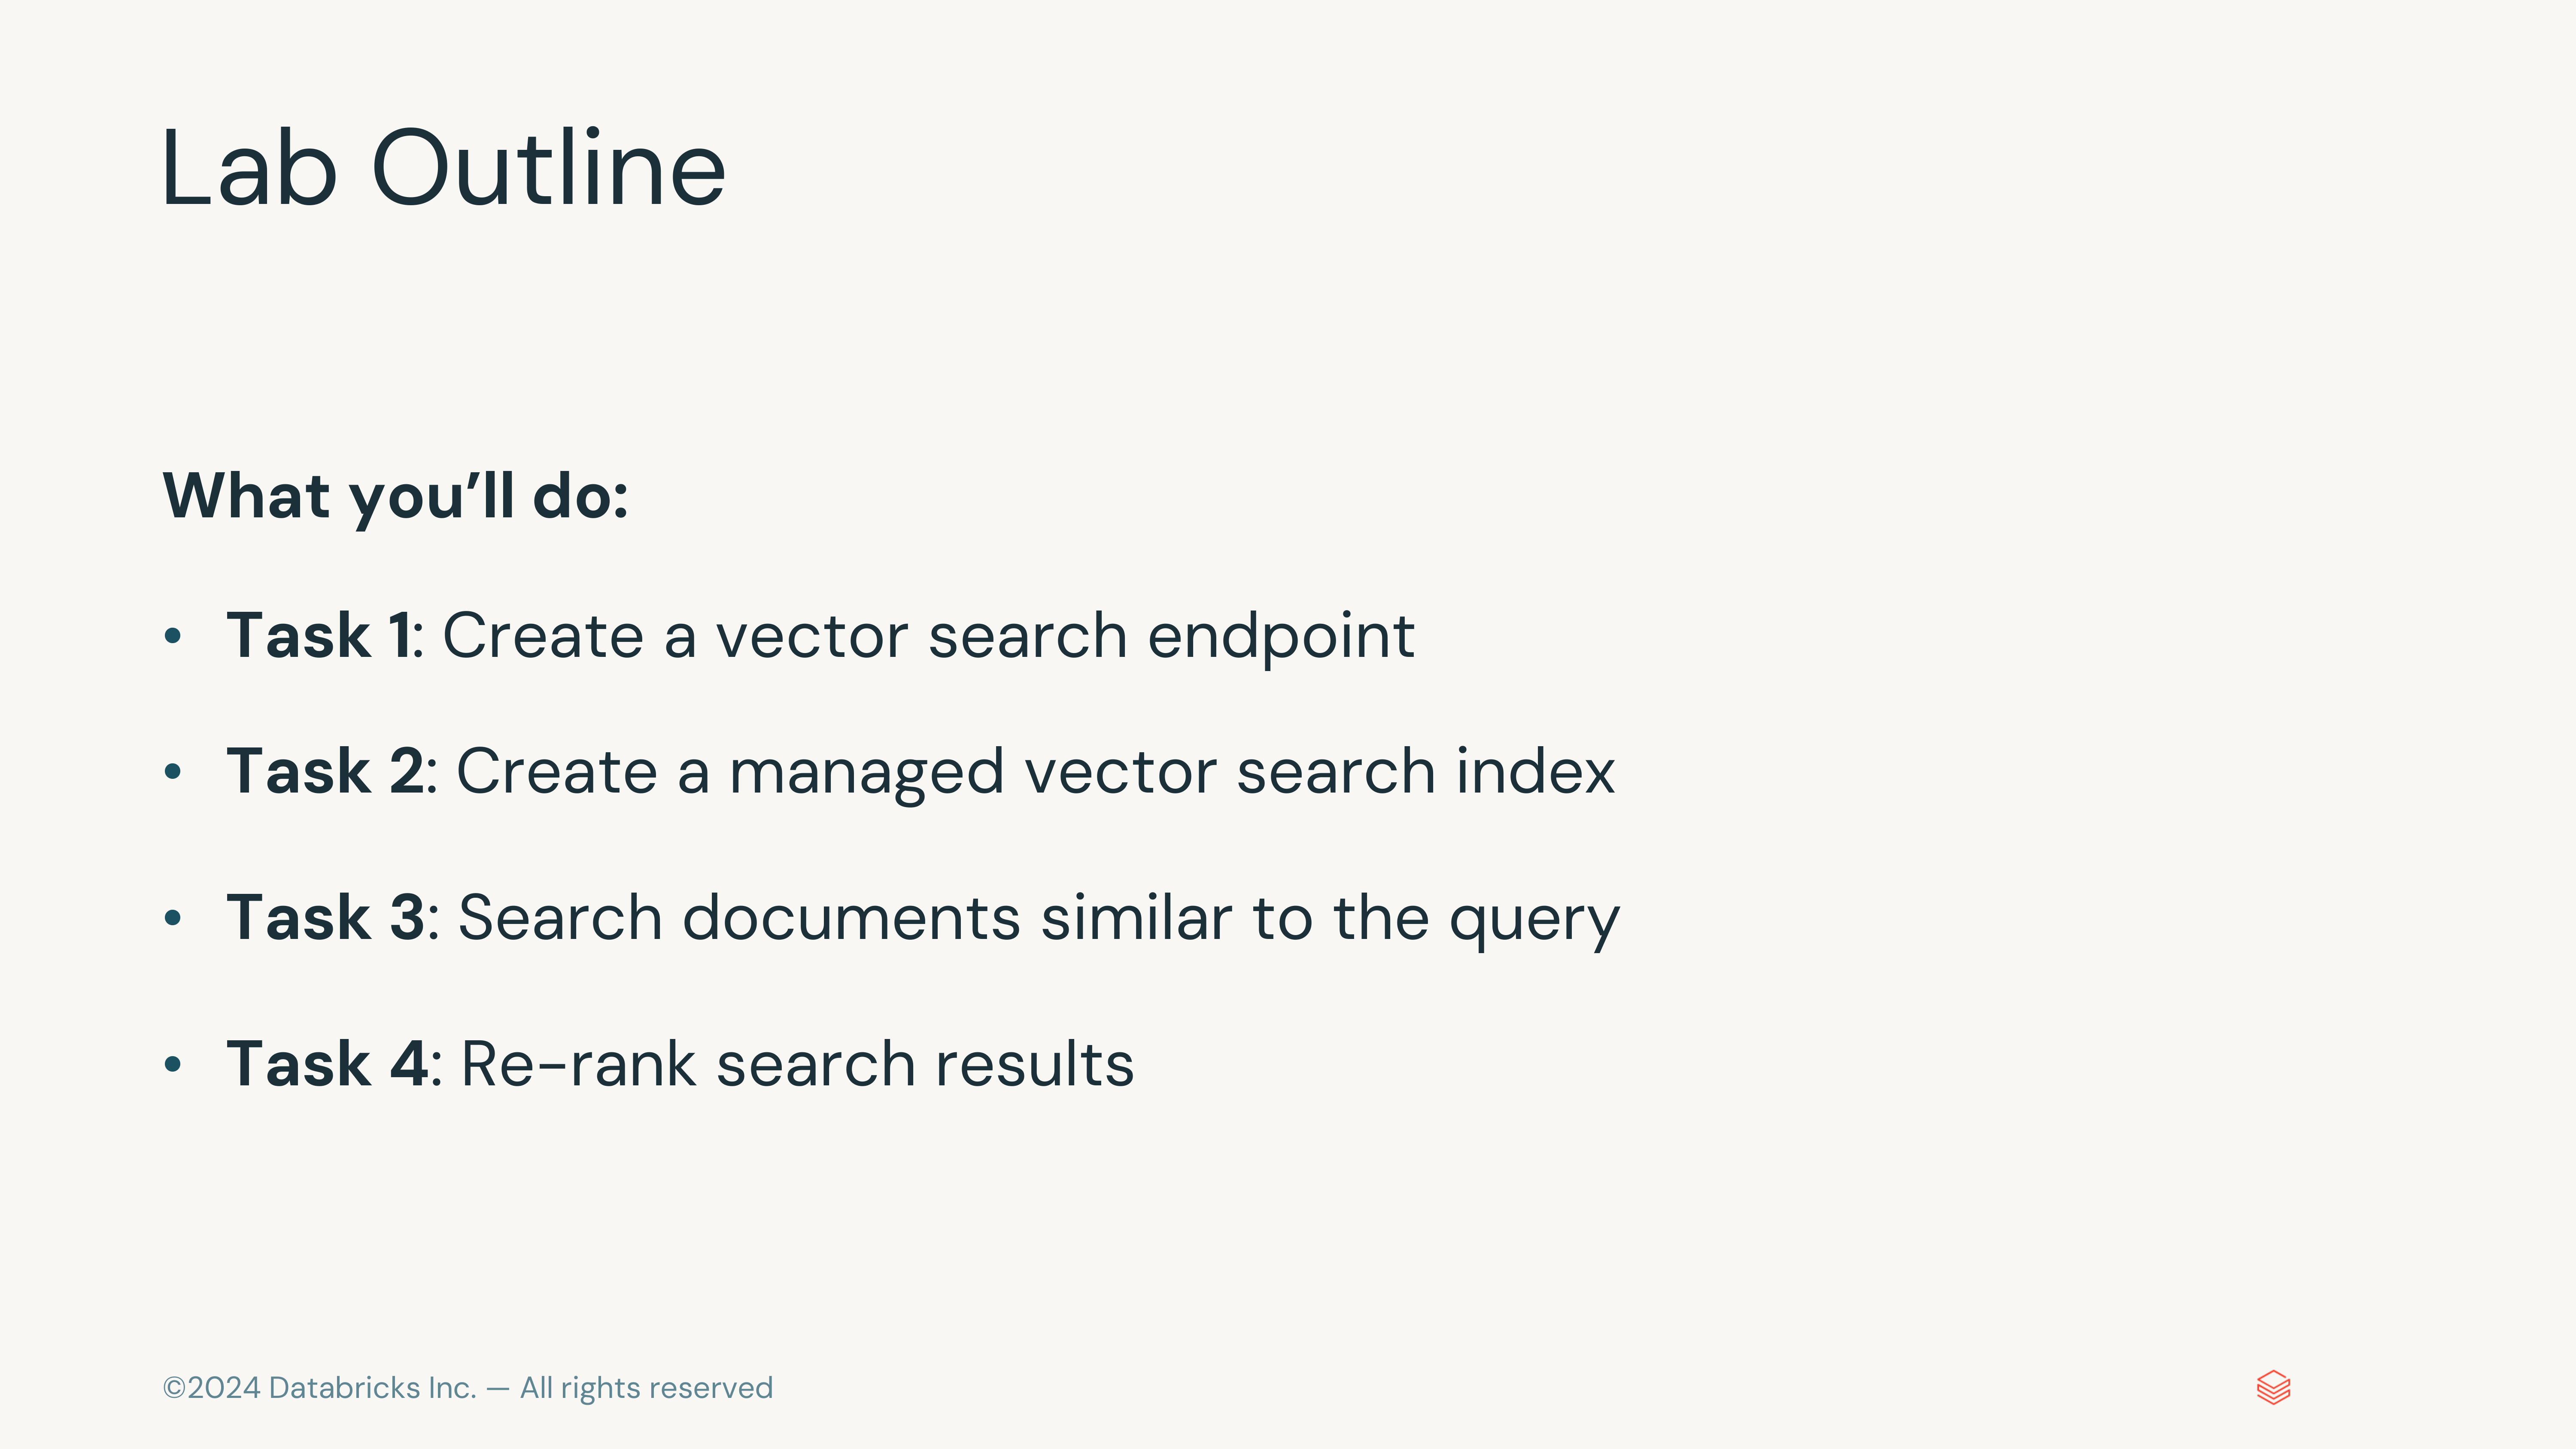 Lab Outline
What you’ll do:
• Task 1: Create a vector search endpoint
• Task 2: Create a managed vector search index
• Task 3: Search documents similar to the query
• Task 4: Re-rank search results
©2024 Databricks Inc. — All rights reserved